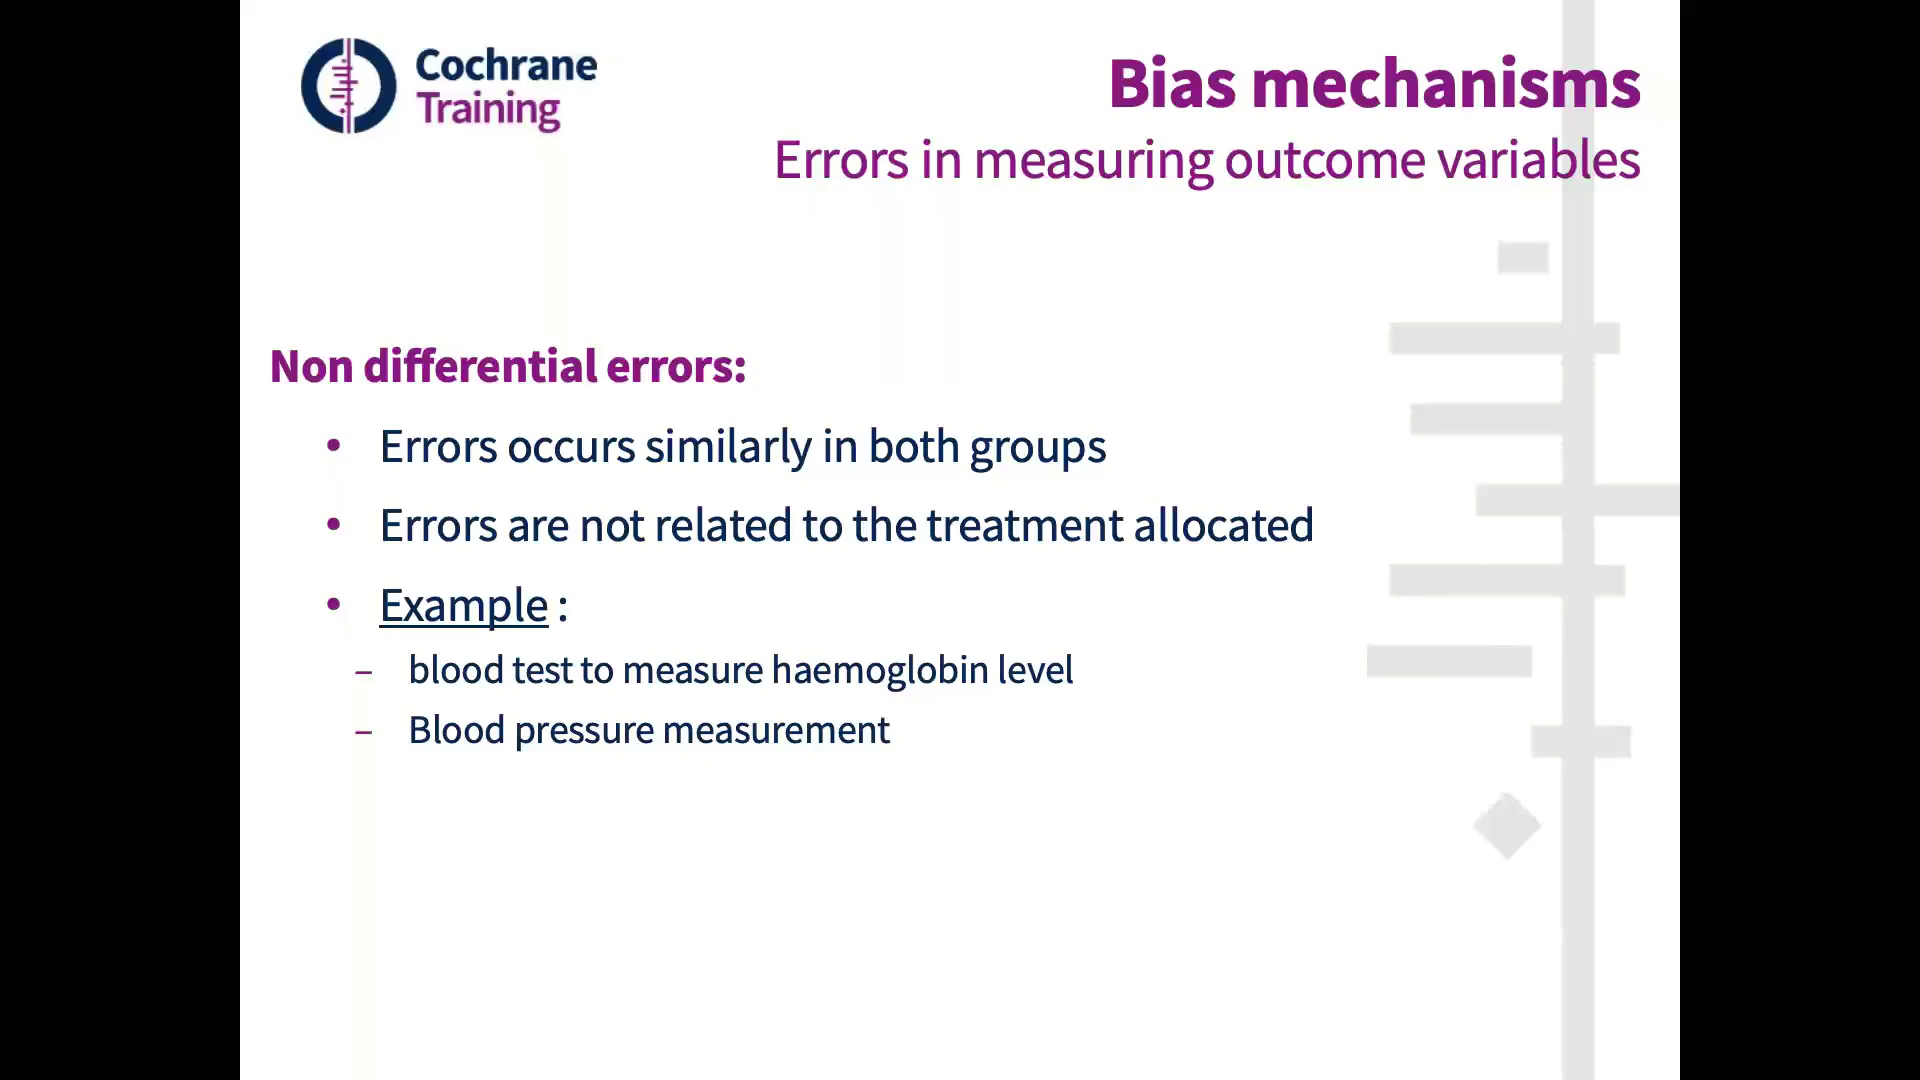 Cochrane
Training
Bias mechanisms
Errors in measuring outcome variables
Non differential errors:
• Errors occurs similarly in both groups
• Errors are not related to the treatment allocated
• Example :
– blood test to measure haemoglobin level
– Blood pressure measurement